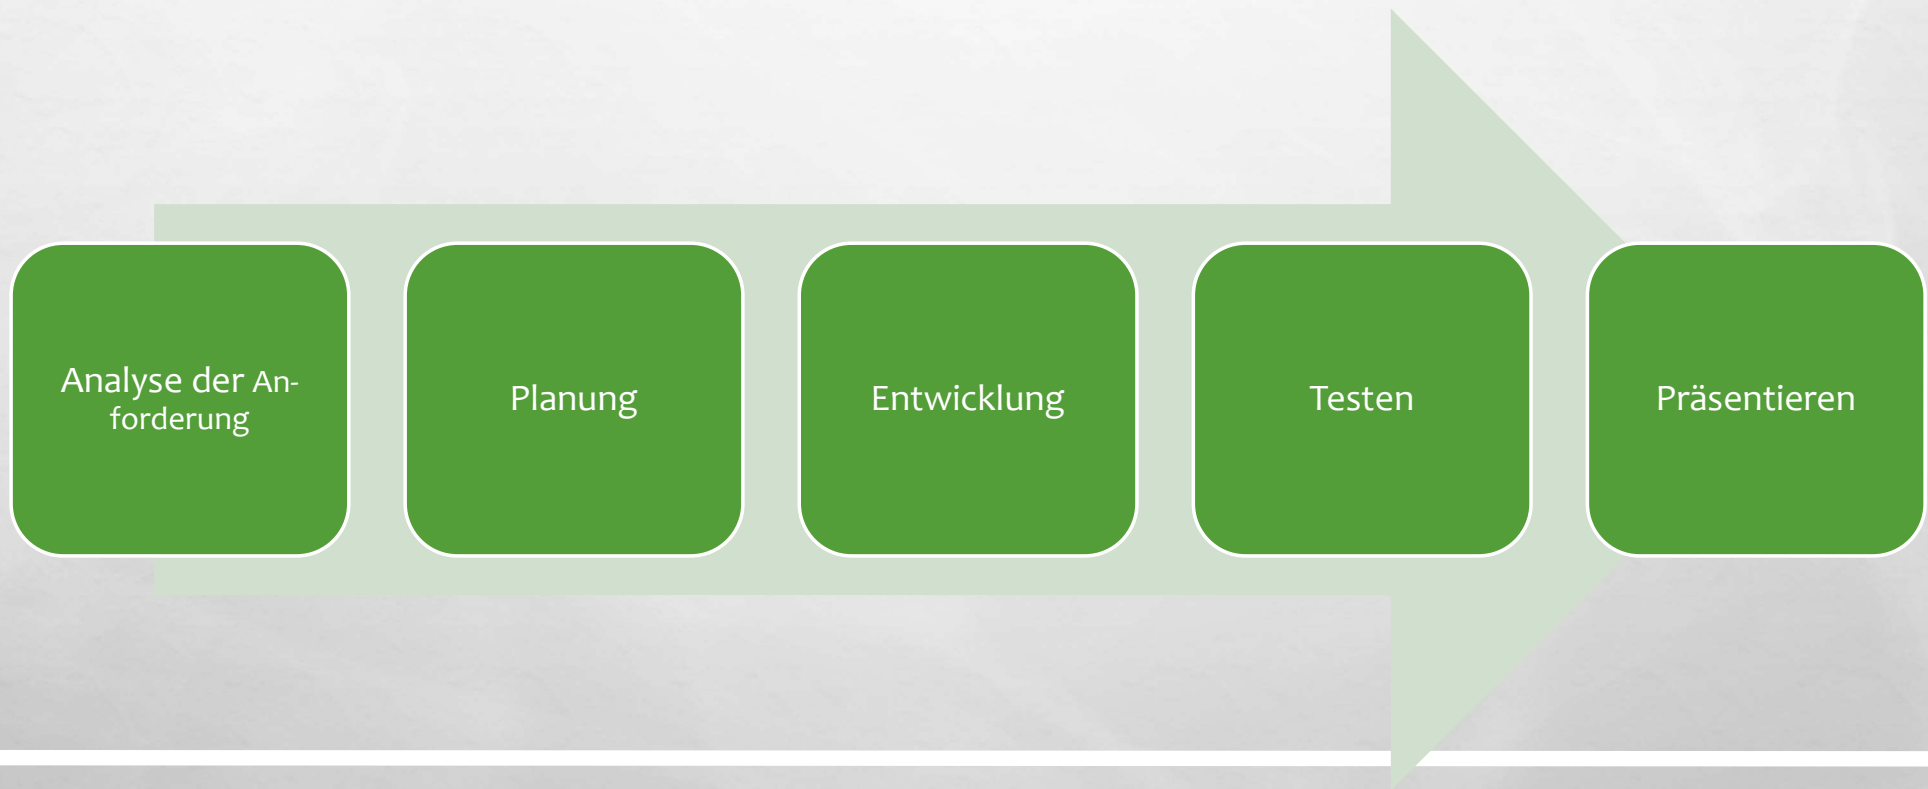 Analyse der An-
forderung
Planung
Entwicklung
Testen
Präsentieren